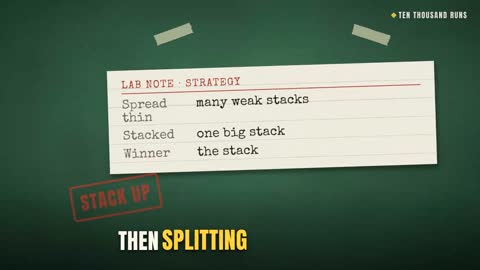 TEN THOUSAND RUNS
LAB NOTE · STRATEGY
Spread thin many weak stacks
Stacked one big stack
Winner the stack
STACK UP
THEN SPLITTING